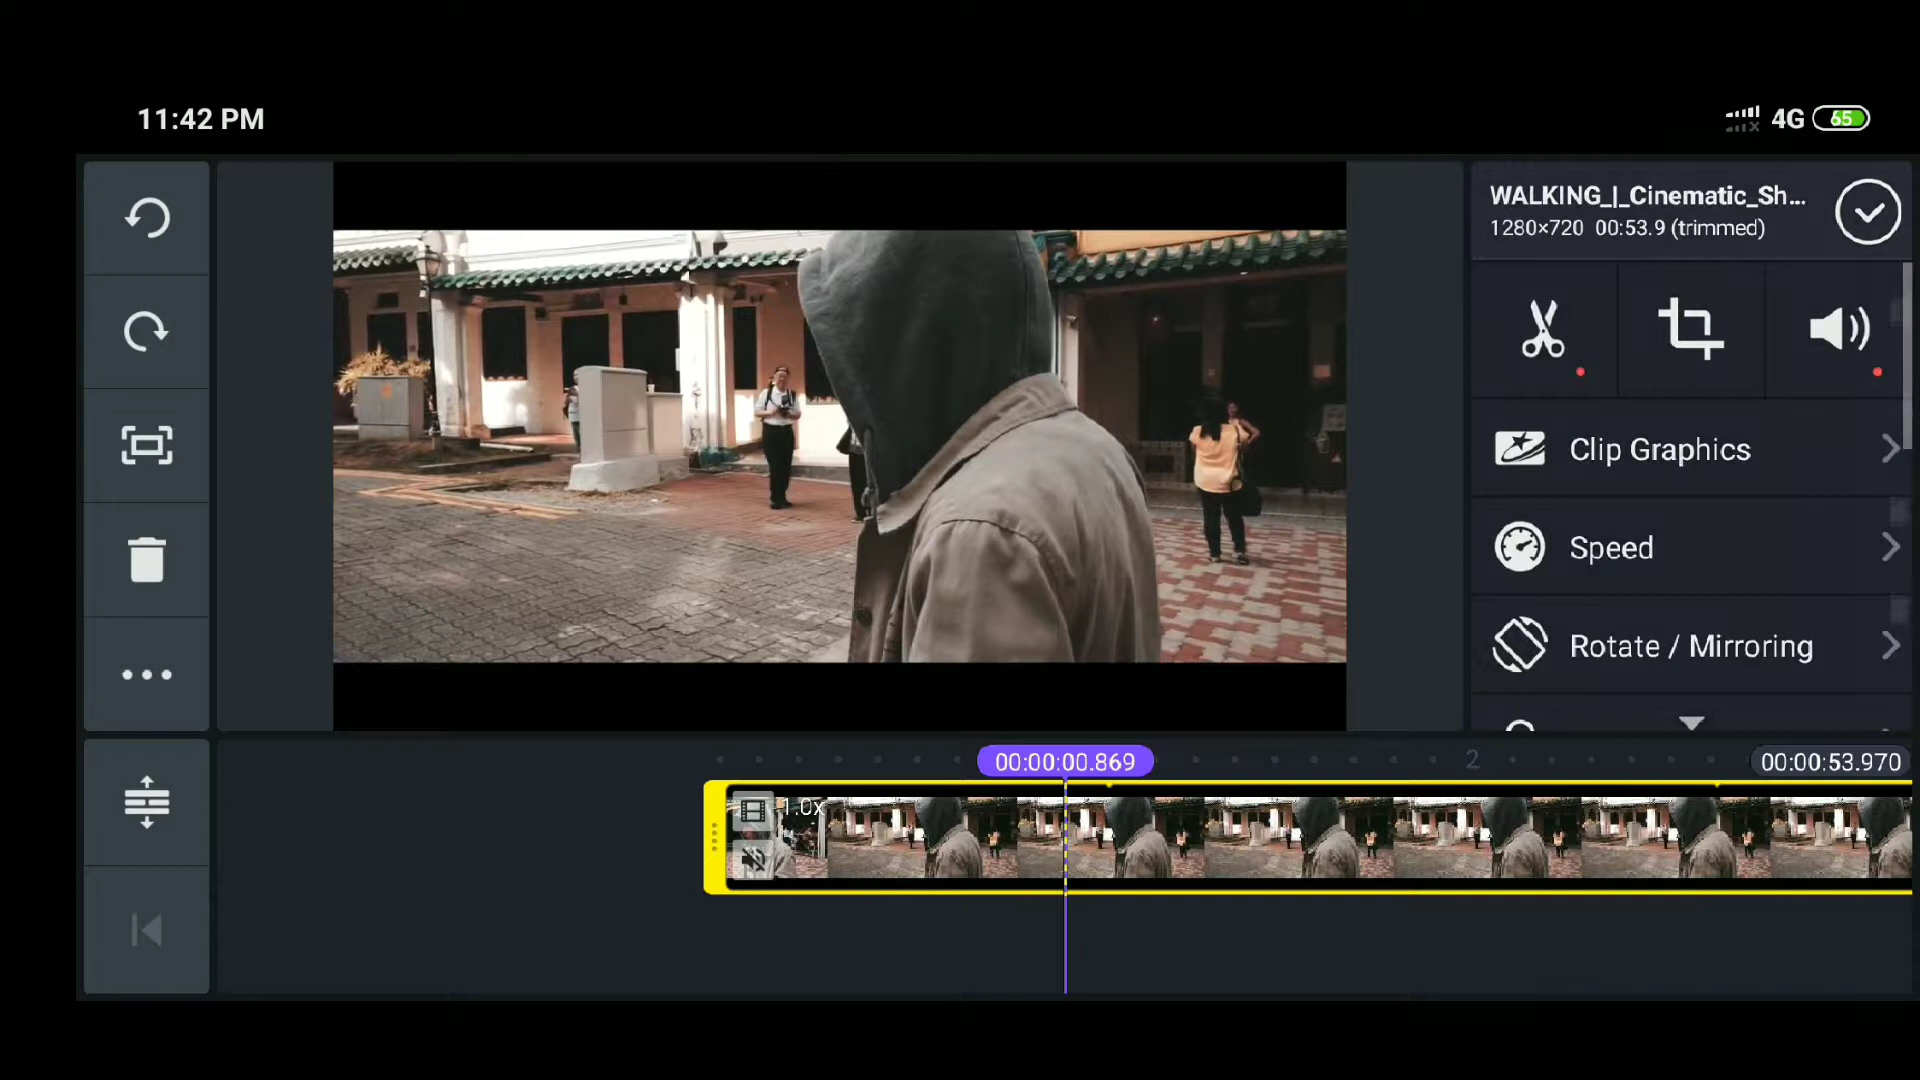 11:42 PM
4G 65
WALKING_|_Cinematic_Sh...
1280×720 00:53.9 (trimmed)
Clip Graphics
Speed
Rotate / Mirroring
00:00:00.869
2
00:00:53.970
1.0x